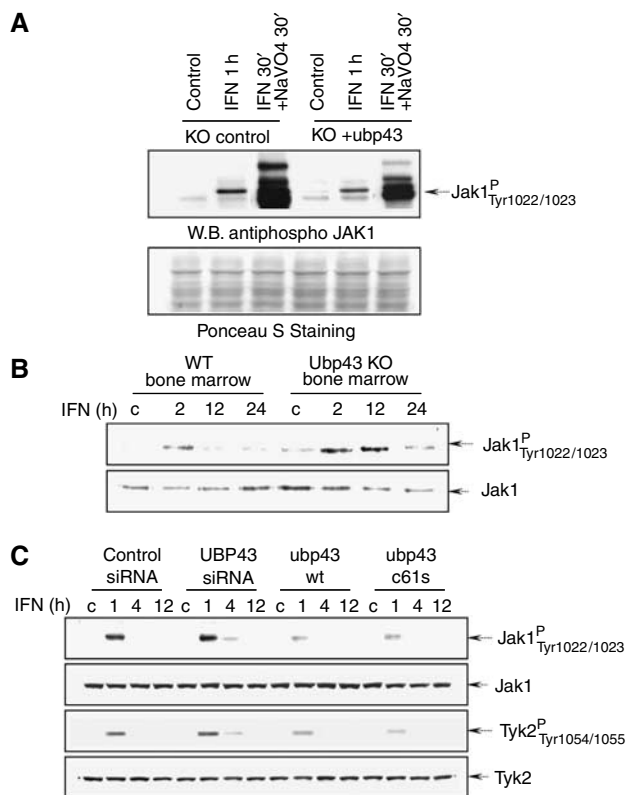 A
Control
IFN 1 h
IFN 30′
+NaVO4 30′
Control
IFN 1 h
IFN 30′
+NaVO4 30′
KO control
KO +ubp43
Jak1P Tyr1022/1023
W.B. antiphospho JAK1
Ponceau S Staining
B
WT
bone marrow
Ubp43 KO
bone marrow
IFN (h) c 2 12 24 c 2 12 24
Jak1P Tyr1022/1023
Jak1
C
Control
siRNA
UBP43
siRNA
ubp43
wt
ubp43
c61s
IFN (h) c 1 4 12 c 1 4 12 c 1 4 12 c 1 4 12
Jak1P Tyr1022/1023
Jak1
Tyk2P Tyr1054/1055
Tyk2